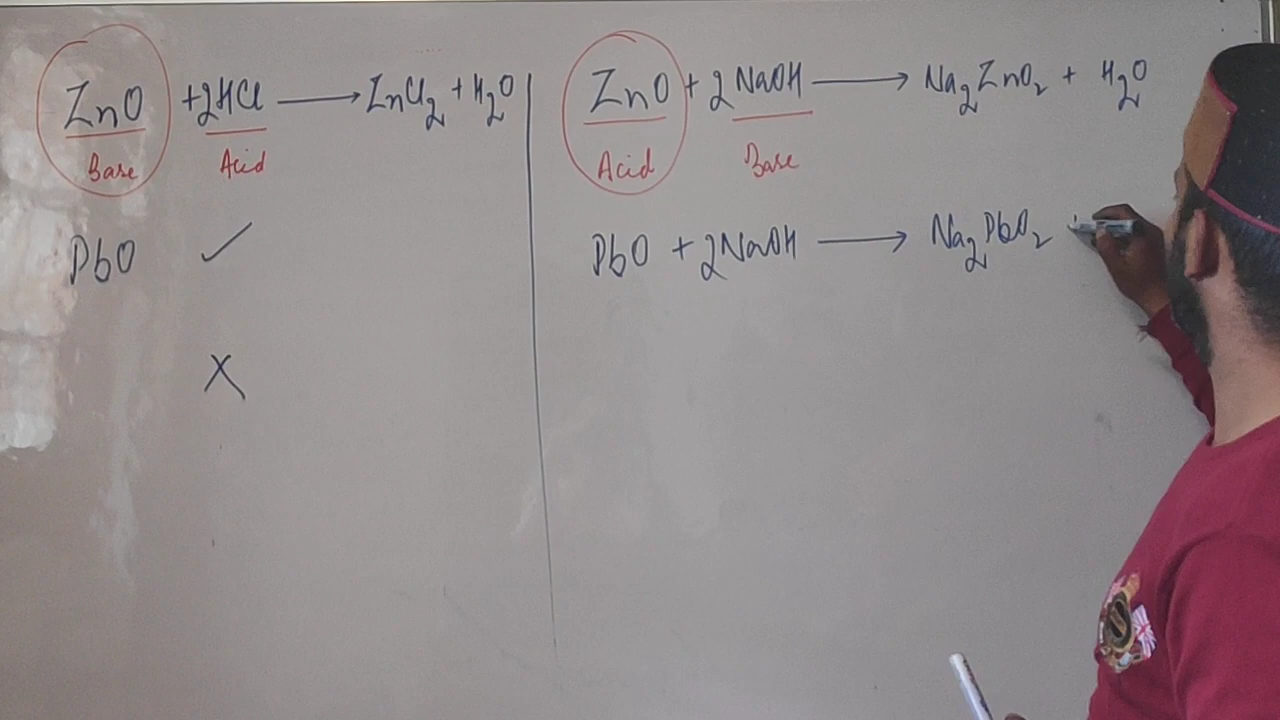 ZnO + 2HCl ⟶ ZnCl₂ + H₂O
Base Acid
PbO ✓
X
ZnO + 2NaOH ⟶ Na₂ZnO₂ + H₂O
Acid Base
PbO + 2NaOH ⟶ Na₂PbO₂